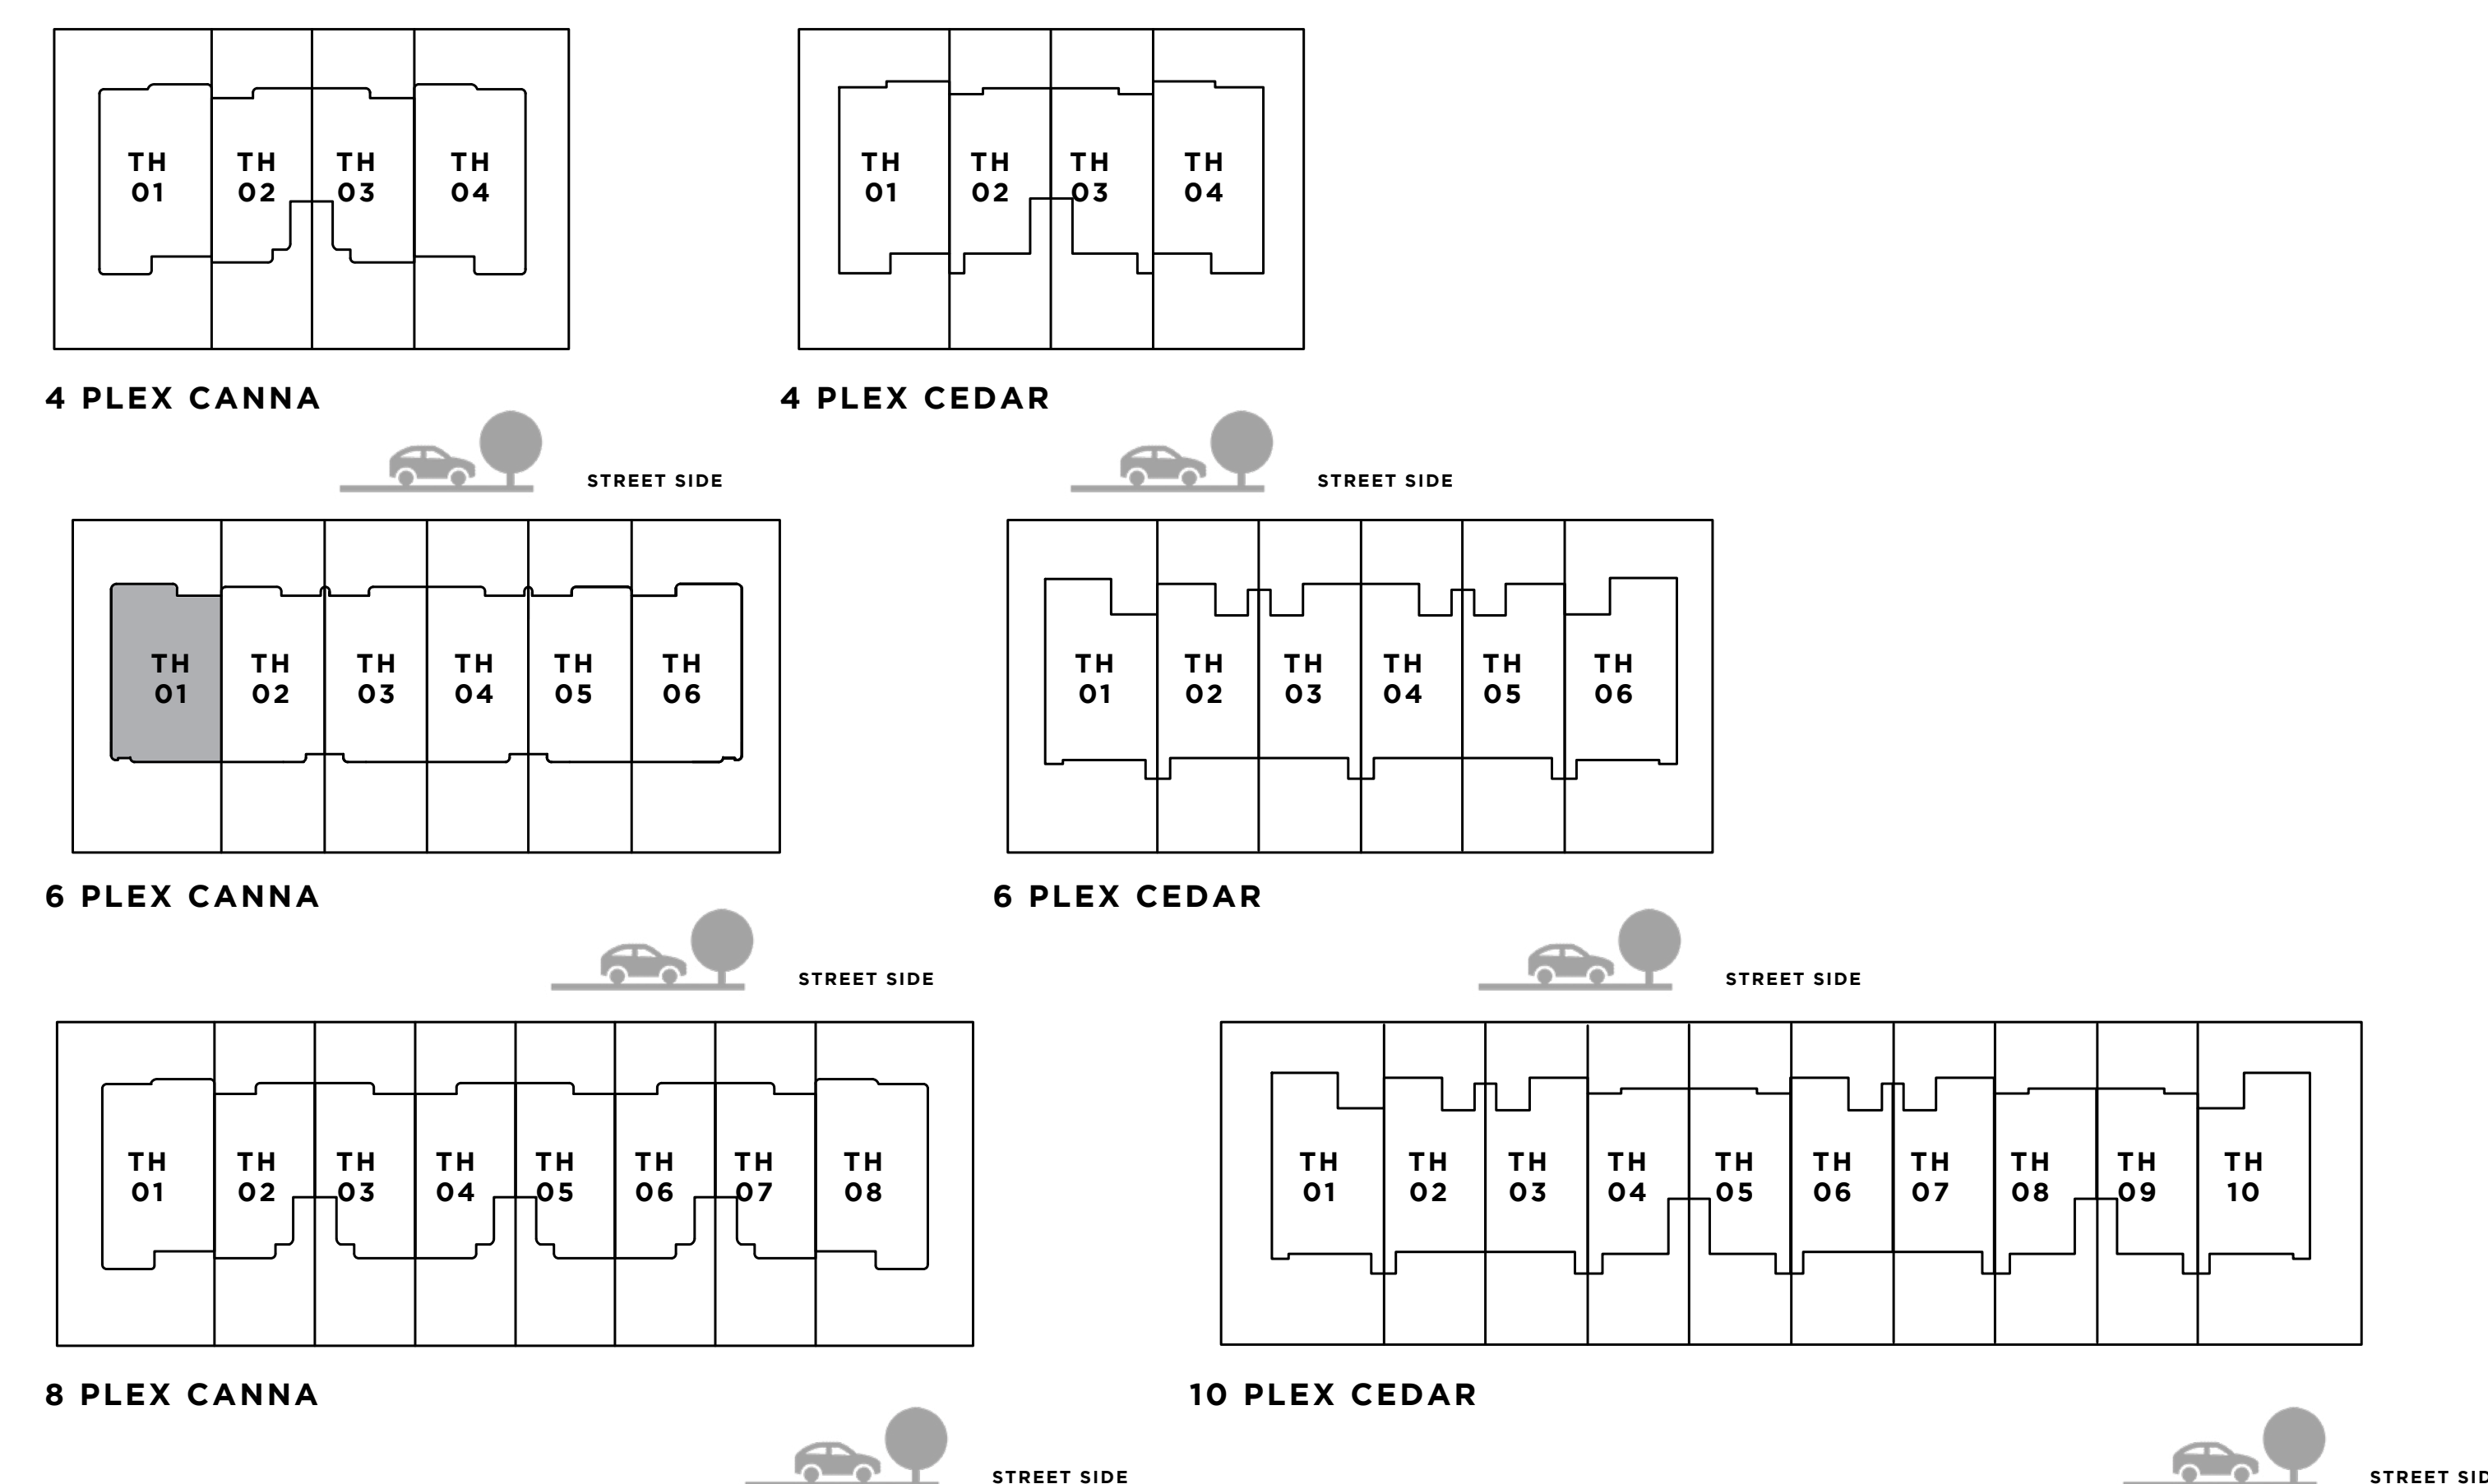 TH TH TH TH
01 02 03 04
TH TH TH TH
01 02 03 04
4 PLEX CANNA
4 PLEX CEDAR
STREET SIDE
STREET SIDE
TH TH TH TH TH TH
01 02 03 04 05 06
TH TH TH TH TH TH
01 02 03 04 05 06
6 PLEX CANNA
6 PLEX CEDAR
STREET SIDE
STREET SIDE
TH TH TH TH TH TH TH TH
01 02 03 04 05 06 07 08
TH TH TH TH TH TH TH TH TH TH
01 02 03 04 05 06 07 08 09 10
8 PLEX CANNA
10 PLEX CEDAR
STREET SIDE
STREET